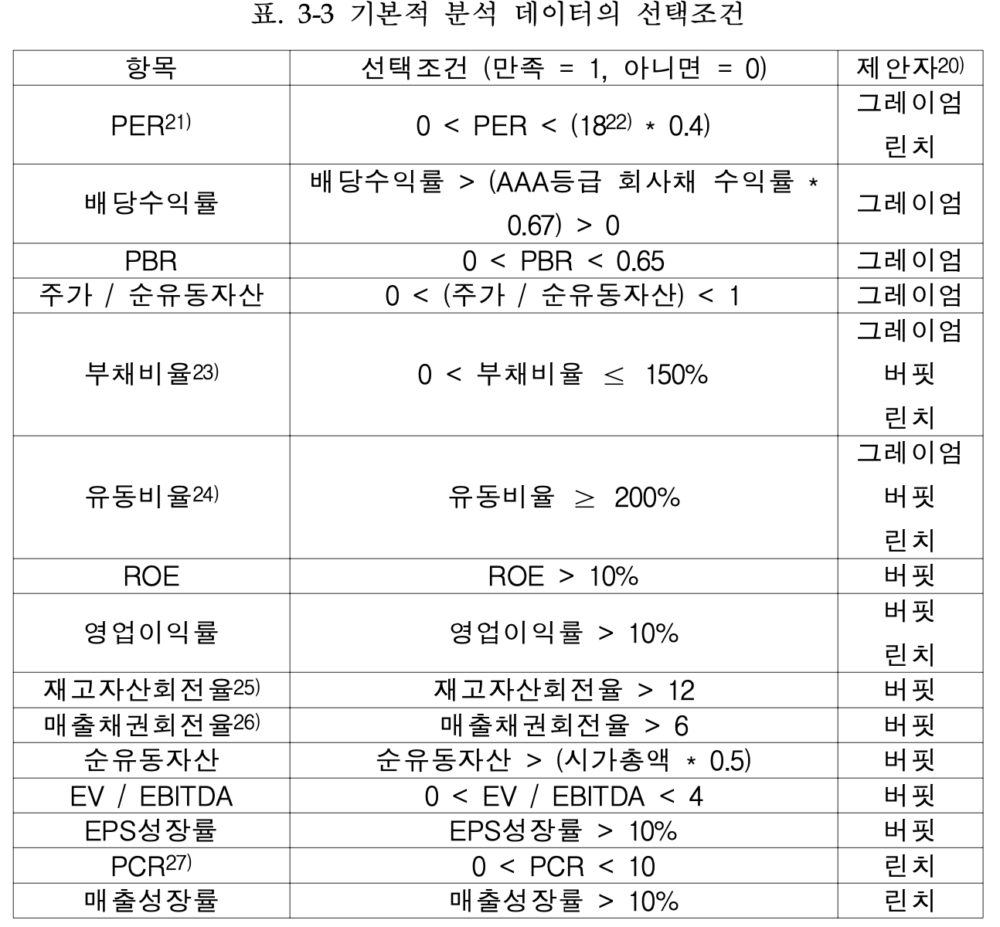 표. 3-3 기본적 분석 데이터의 선택조건
항목 선택조건 (만족 = 1, 아니면 = 0) 제안자20)
PER21) 0 < PER < (1822) * 0.4) 그레이엄
린치
배당수익률 배당수익률 > (AAA등급 회사채 수익률 * 그레이엄
0.67) > 0
PBR 0 < PBR < 0.65 그레이엄
주가 / 순유동자산 0 < (주가 / 순유동자산) < 1 그레이엄
그레이엄
부채비율23) 0 < 부채비율 ≤ 150% 버핏
린치
그레이엄
유동비율24) 유동비율 ≥ 200% 버핏
린치
ROE ROE > 10% 버핏
영업이익률 영업이익률 > 10% 버핏
린치
재고자산회전율25) 재고자산회전율 > 12 버핏
매출채권회전율26) 매출채권회전율 > 6 버핏
순유동자산 순유동자산 > (시가총액 * 0.5) 버핏
EV / EBITDA 0 < EV / EBITDA < 4 버핏
EPS성장률 EPS성장률 > 10% 버핏
PCR27) 0 < PCR < 10 린치
매출성장률 매출성장률 > 10% 린치